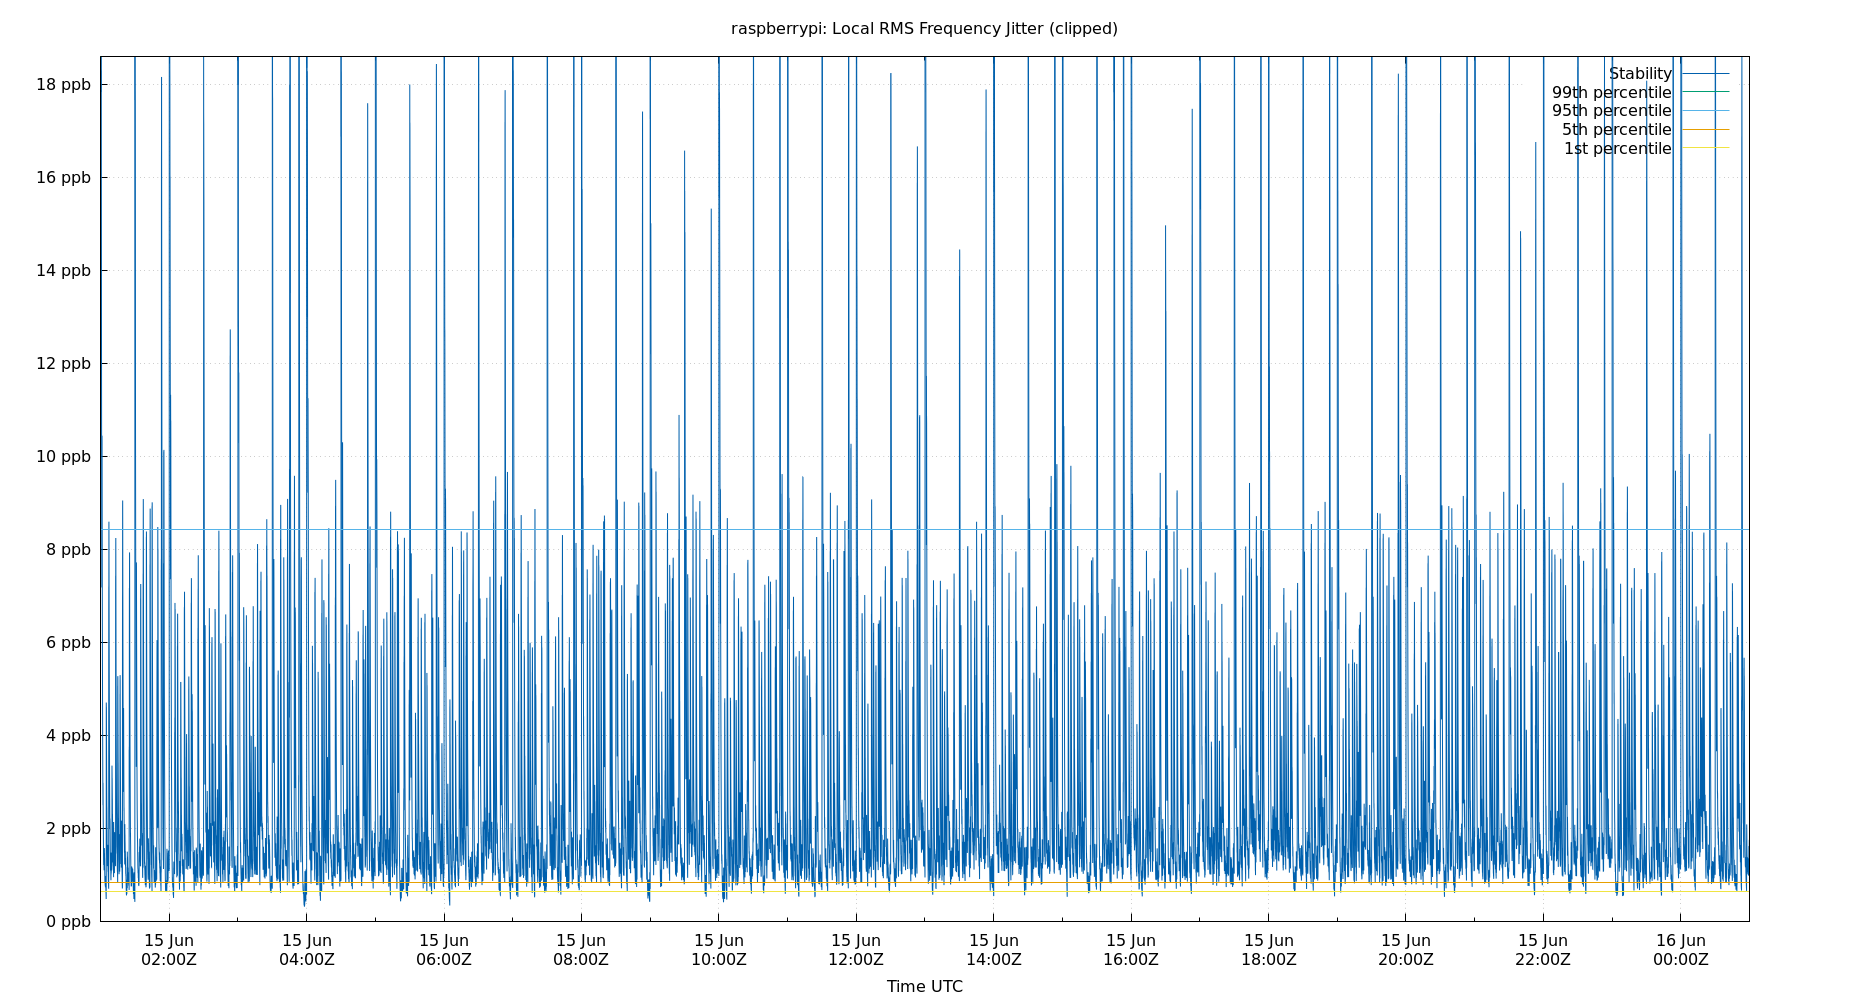 raspberrypi: Local RMS Frequency Jitter (clipped)
18 ppb
16 ppb
14 ppb
12 ppb
10 ppb
8 ppb
6 ppb
4 ppb
2 ppb
0 ppb
Stability
99th percentile
95th percentile
5th percentile
1st percentile
15 Jun 15 Jun 15 Jun 15 Jun 15 Jun 15 Jun 15 Jun 15 Jun 15 Jun 15 Jun 15 Jun 16 Jun
02:00Z 04:00Z 06:00Z 08:00Z 10:00Z 12:00Z 14:00Z 16:00Z 18:00Z 20:00Z 22:00Z 00:00Z
Time UTC